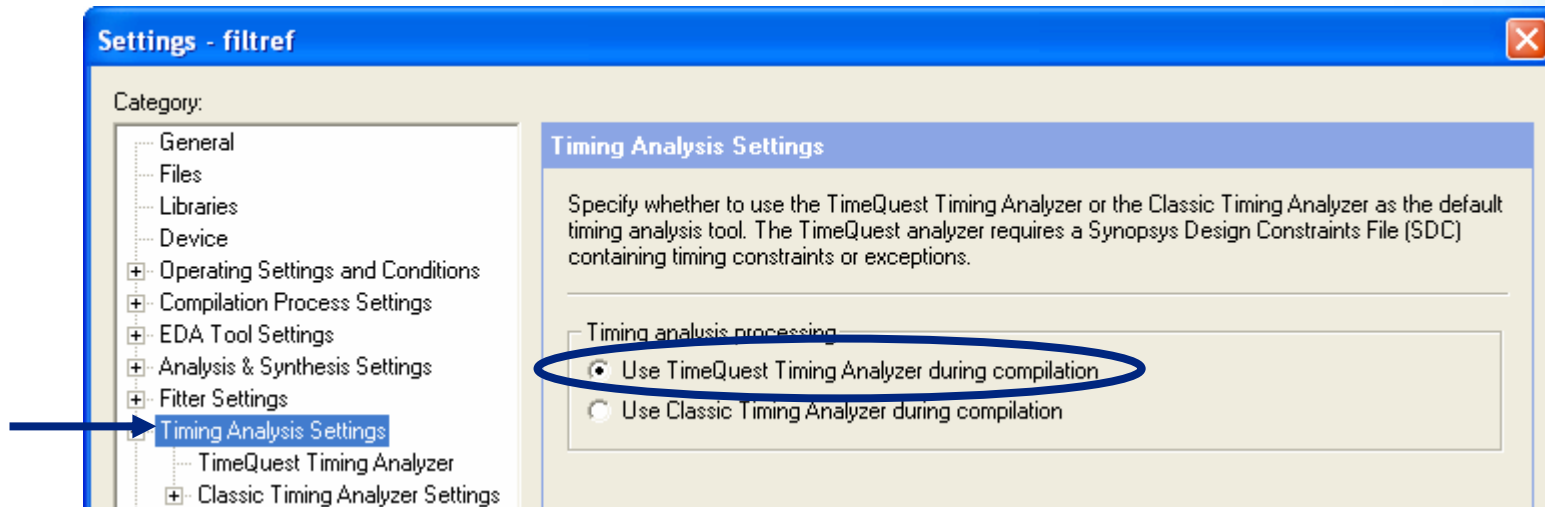 Settings - filtref
Category:
General
Files
Libraries
Device
Operating Settings and Conditions
Compilation Process Settings
EDA Tool Settings
Analysis & Synthesis Settings
Fitter Settings
Timing Analysis Settings
TimeQuest Timing Analyzer
Classic Timing Analyzer Settings
Timing Analysis Settings
Specify whether to use the TimeQuest Timing Analyzer or the Classic Timing Analyzer as the default
timing analysis tool. The TimeQuest analyzer requires a Synopsys Design Constraints File (SDC)
containing timing constraints or exceptions.
Timing analysis processing
Use TimeQuest Timing Analyzer during compilation
Use Classic Timing Analyzer during compilation